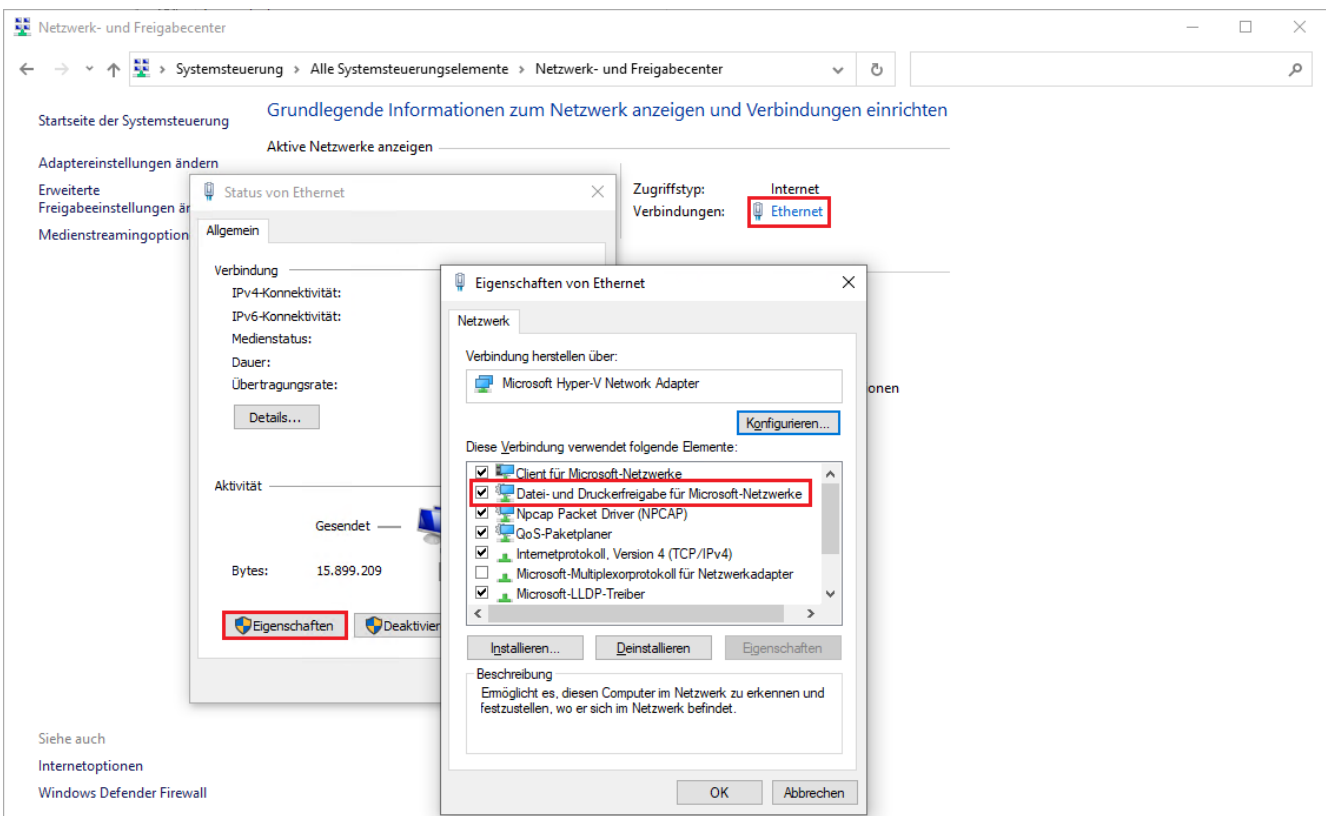 Netzwerk- und Freigabecenter
Systemsteuerung > Alle Systemsteuerungselemente > Netzwerk- und Freigabecenter
Startseite der Systemsteuerung
Adaptereinstellungen ändern
Erweiterte
Freigabeeinstellungen är
Medienstreamingoption
Siehe auch
Internetoptionen
Windows Defender Firewall
Grundlegende Informationen zum Netzwerk anzeigen und Verbindungen einrichten
Aktive Netzwerke anzeigen
Zugriffstyp: Internet
Verbindungen: Ethernet
onen
Status von Ethernet
Allgemein
Verbindung
IPv4-Konnektivität:
IPv6-Konnektivität:
Medienstatus:
Dauer:
Übertragungsrate:
Details...
Aktivität
Gesendet
Bytes: 15.899.209
Eigenschaften
Deaktivier
Eigenschaften von Ethernet
Netzwerk
Verbindung herstellen über:
Microsoft Hyper-V Network Adapter
Konfigurieren...
Diese Verbindung verwendet folgende Elemente:
Client für Microsoft-Netzwerke
Datei- und Druckerfreigabe für Microsoft-Netzwerke
Npcap Packet Driver (NPCAP)
QoS-Paketplaner
Internetprotokoll, Version 4 (TCP/IPv4)
Microsoft-Multiplexorprotokoll für Netzwerkadapter
Microsoft-LLDP-Treiber
Installieren...
Deinstallieren
Eigenschaften
Beschreibung
Ermöglicht es, diesen Computer im Netzwerk zu erkennen und
festzustellen, wo er sich im Netzwerk befindet.
OK
Abbrechen